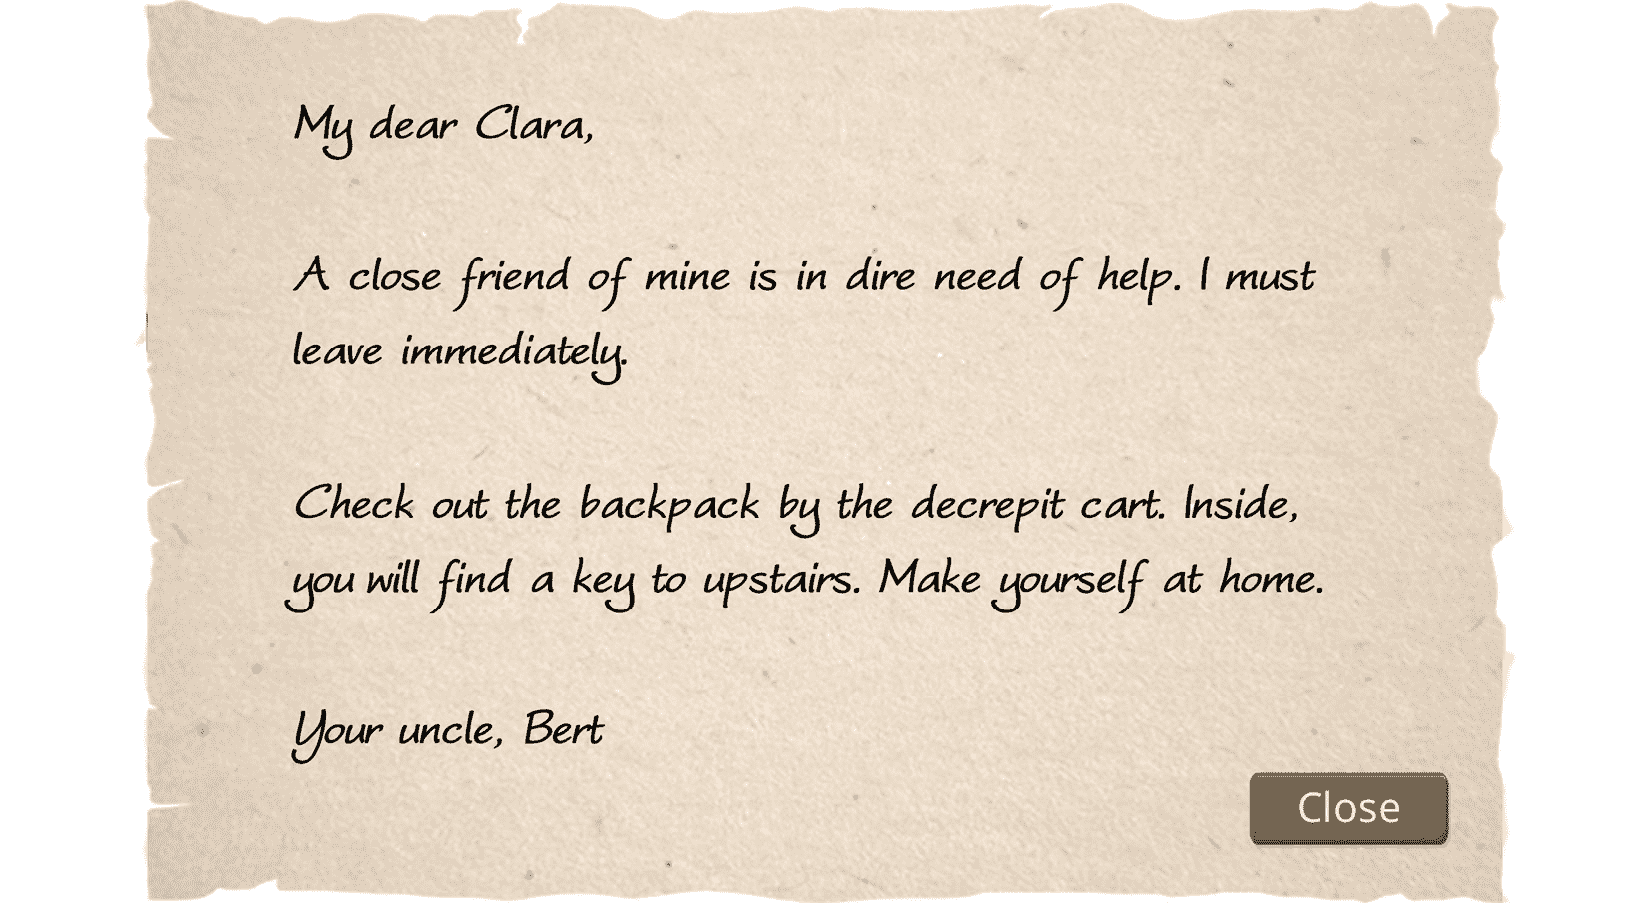 My dear Clara,
A close friend of mine is in dire need of help. I must
leave immediately.
Check out the backpack by the decrepit cart. Inside,
you will find a key to upstairs. Make yourself at home.
Your uncle, Bert
Close